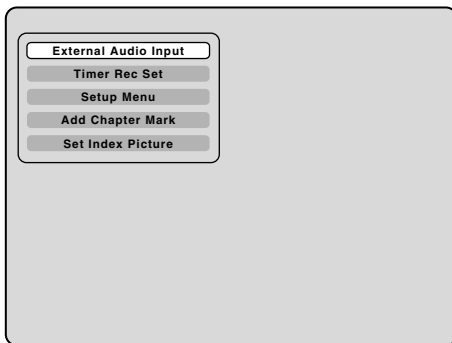 External Audio Input
Timer Rec Set
Setup Menu
Add Chapter Mark
Set Index Picture